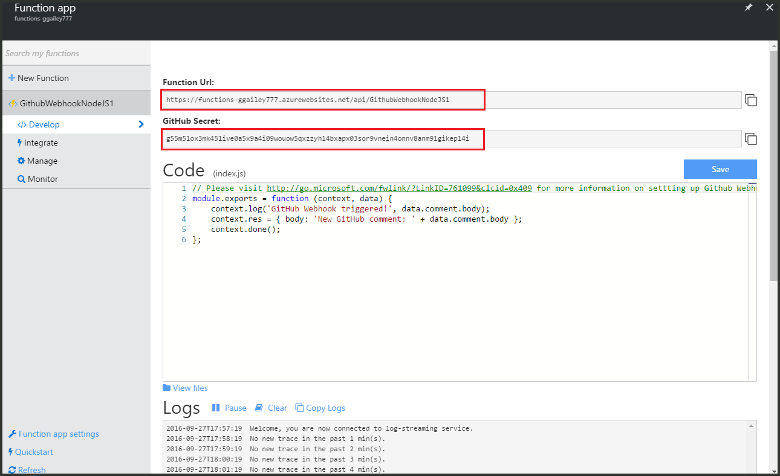 Function app
functions-ggailey777
Search my functions
New Function
GithubWebhookNodeJS1
Develop
Integrate
Manage
Monitor
Function app settings
Quickstart
Refresh
Function Url:
https://functions-ggailey777.azurewebsites.net/api/GithubWebhookNodeJS1
GitHub Secret:
Code (index.js)
Save
1 // Please visit http://go.microsoft.com/fwlink/?LinkID=761099&clcid=0x409 for more information on settting up Github Webh
2 module.exports = function (context, data) {
3 context.log('GitHub Webhook triggered!', data.comment.body);
4 context.res = { body: 'New GitHub comment: ' + data.comment.body };
5 context.done();
6 };
View files
Logs Pause Clear Copy Logs
2016-09-27T17:57:19 Welcome, you are now connected to log-streaming service.
2016-09-27T17:58:19 No new trace in the past 1 min(s).
2016-09-27T17:59:19 No new trace in the past 2 min(s).
2016-09-27T18:00:19 No new trace in the past 3 min(s).
2016-09-27T18:01:19 No new trace in the past 4 min(s).